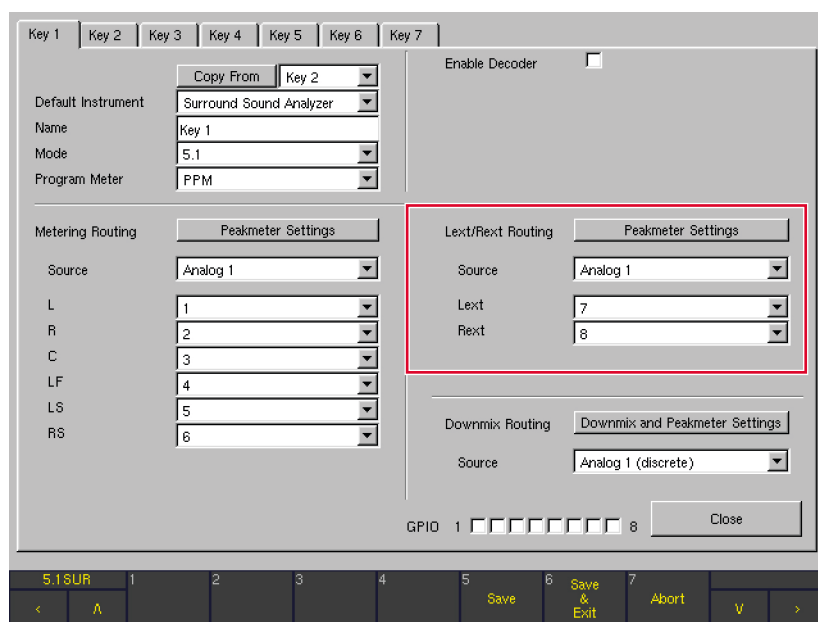 Key 1 Key 2 Key 3 Key 4 Key 5 Key 6 Key 7
Copy From Key 2
Default Instrument Surround Sound Analyzer
Name Key 1
Mode 5.1
Program Meter PPM
Enable Decoder
Metering Routing Peakmeter Settings
Source Analog 1
L 1
R 2
C 3
LF 4
LS 5
RS 6
Lext/Rext Routing Peakmeter Settings
Source Analog 1
Lext 7
Rext 8
Downmix Routing Downmix and Peakmeter Settings
Source Analog 1 (discrete)
GPIO 1 8 Close
5.1SUR 1 2 3 4 5 Save 6 Save & Exit 7 Abort
< Λ V >